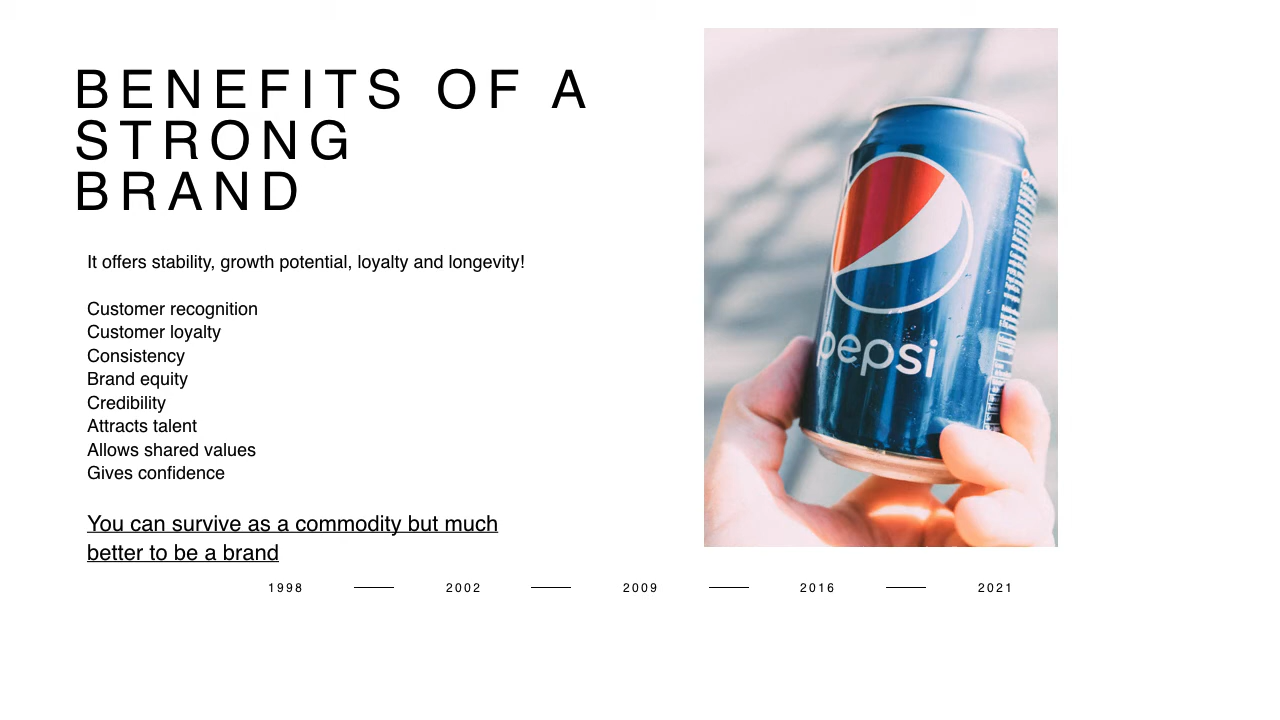 BENEFITS OF A
STRONG
BRAND
It offers stability, growth potential, loyalty and longevity!
Customer recognition
Customer loyalty
Consistency
Brand equity
Credibility
Attracts talent
Allows shared values
Gives confidence
You can survive as a commodity but much
better to be a brand
pepsi
1998 2002 2009 2016 2021